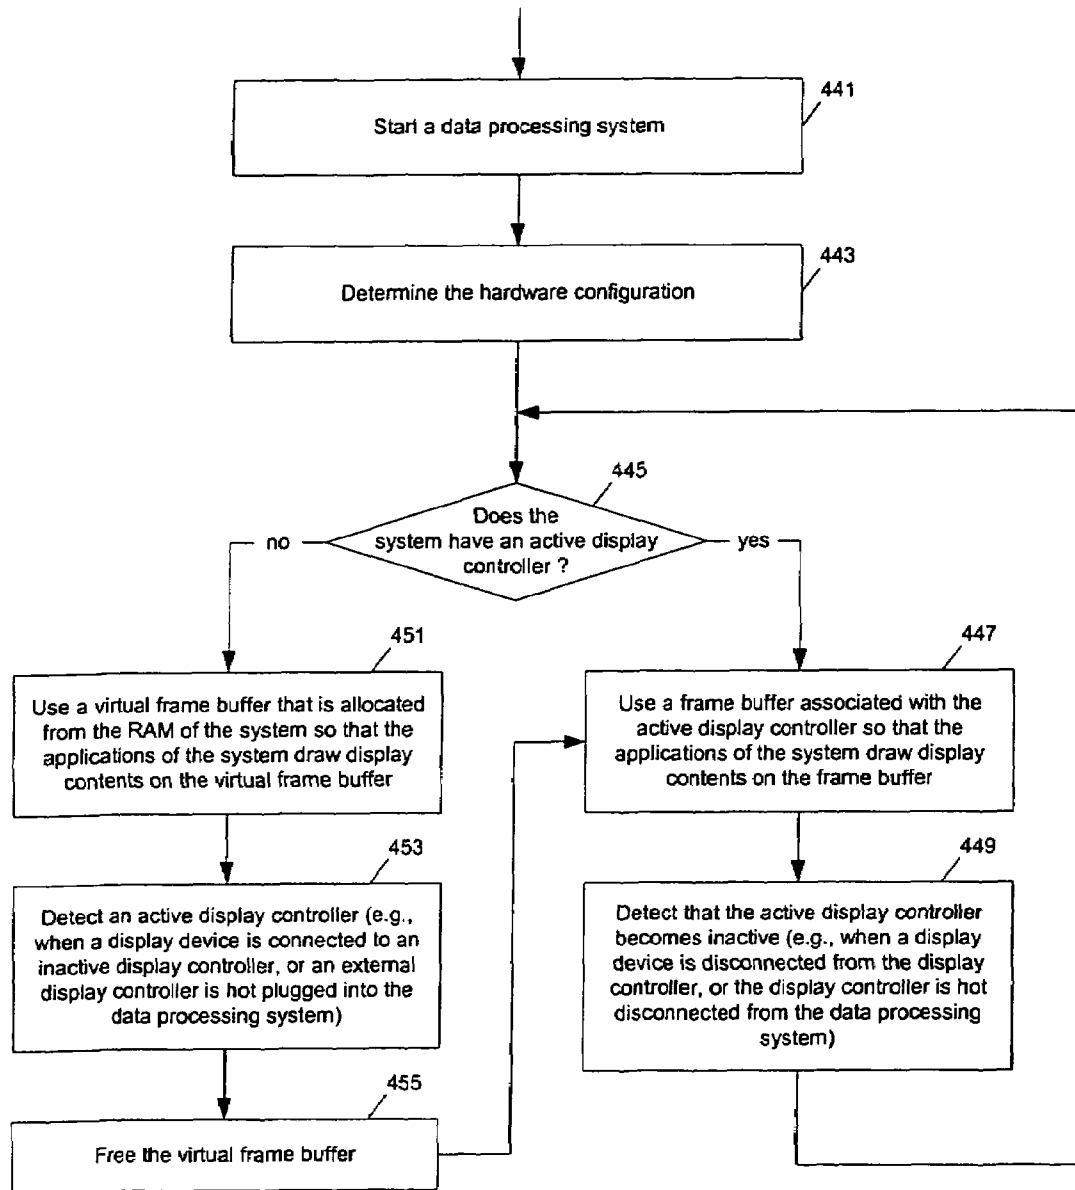 441
Start a data processing system
443
Determine the hardware configuration
445
Does the
system have an active display
controller ?
no
yes
451
Use a virtual frame buffer that is allocated
from the RAM of the system so that the
applications of the system draw display
contents on the virtual frame buffer
447
Use a frame buffer associated with the
active display controller so that the
applications of the system draw display
contents on the frame buffer
453
Detect an active display controller (e.g.,
when a display device is connected to an
inactive display controller, or an external
display controller is hot plugged into the
data processing system)
449
Detect that the active display controller
becomes inactive (e.g., when a display
device is disconnected from the display
controller, or the display controller is hot
disconnected from the data processing
system)
455
Free the virtual frame buffer